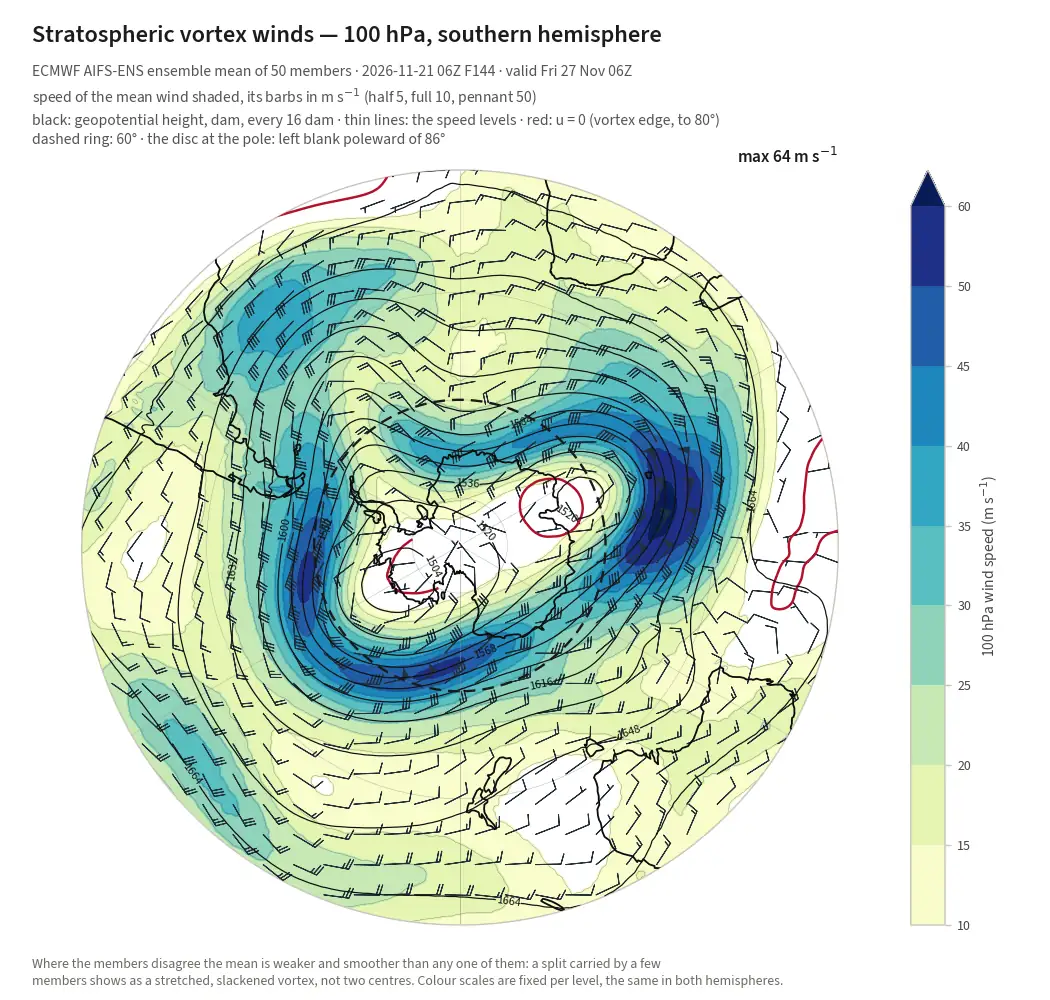 Stratospheric vortex winds — 100 hPa, southern hemisphere
ECMWF AIFS-ENS ensemble mean of 50 members · 2026-11-21 06Z F144 · valid Fri 27 Nov 06Z
speed of the mean wind shaded, its barbs in m s⁻¹ (half 5, full 10, pennant 50)
black: geopotential height, dam, every 16 dam · thin lines: the speed levels · red: u = 0 (vortex edge, to 80°)
dashed ring: 60° · the disc at the pole: left blank poleward of 86°
max 64 m s⁻¹
60
50
45
40
35
30
25
20
15
10
100 hPa wind speed (m s⁻¹)
1536
1520
1520
1504
1600
1664
1568
1616
1648
1664
1664
Where the members disagree the mean is weaker and smoother than any one of them: a split carried by a few
members shows as a stretched, slackened vortex, not two centres. Colour scales are fixed per level, the same in both hemispheres.